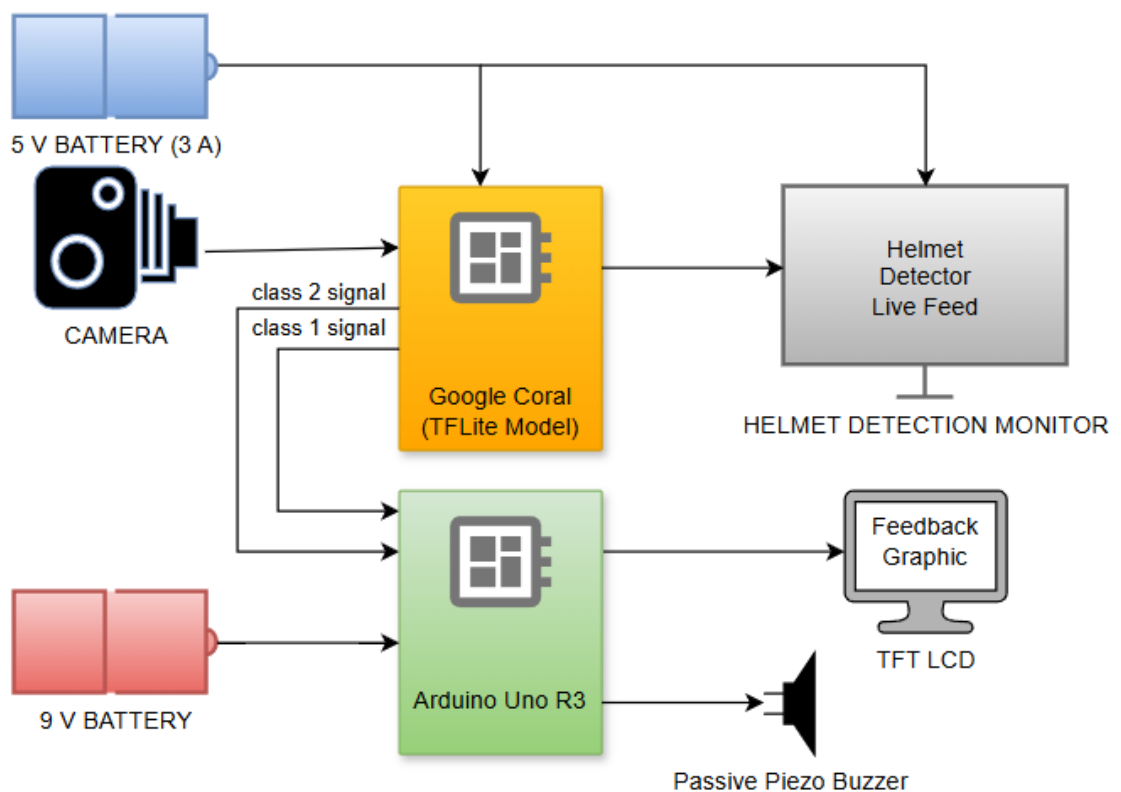 5 V BATTERY (3 A)
CAMERA
class 2 signal
class 1 signal
Google Coral
(TFLite Model)
Helmet
Detector
Live Feed
HELMET DETECTION MONITOR
9 V BATTERY
Arduino Uno R3
Feedback
Graphic
TFT LCD
Passive Piezo Buzzer